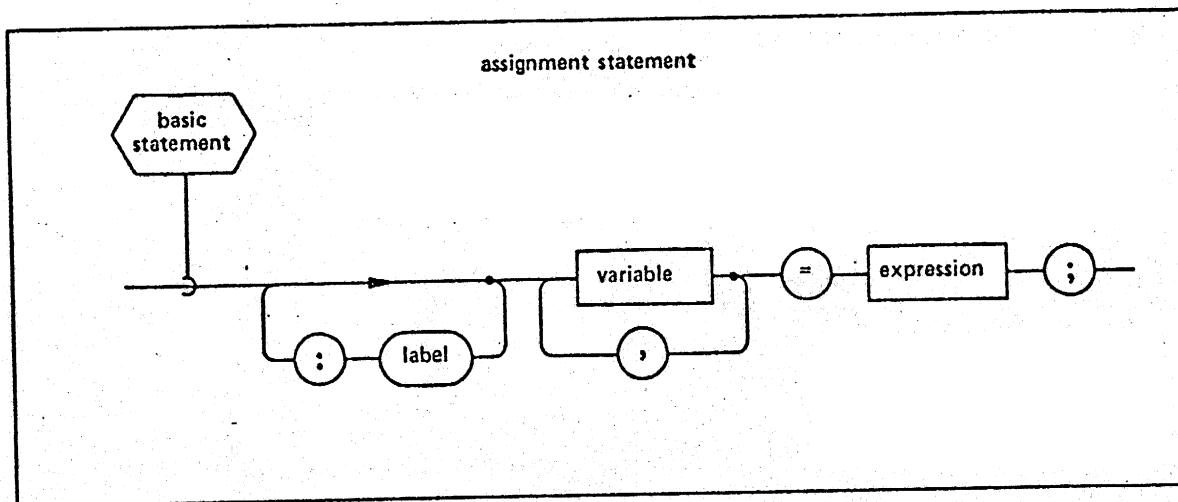 assignment statement
basic
statement
variable
=
expression
;
:
label
,